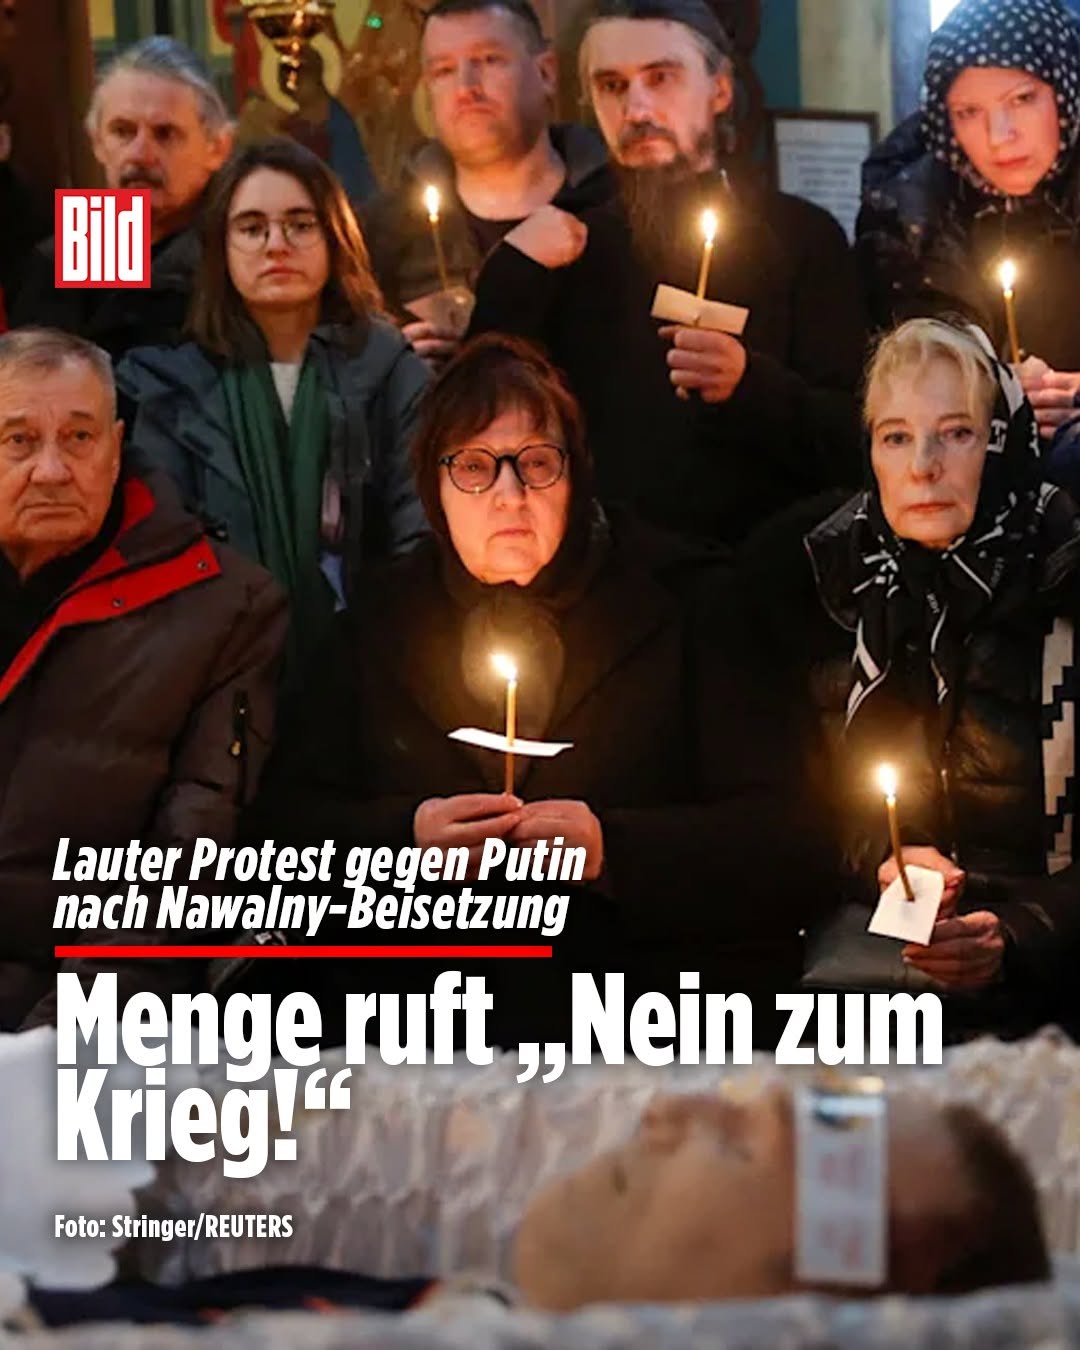 Bild
Lauter Protest gegen Putin
nach Nawalny-Beisetzung
Menge ruft „Nein zum
Krieg!“
Foto: Stringer/REUTERS